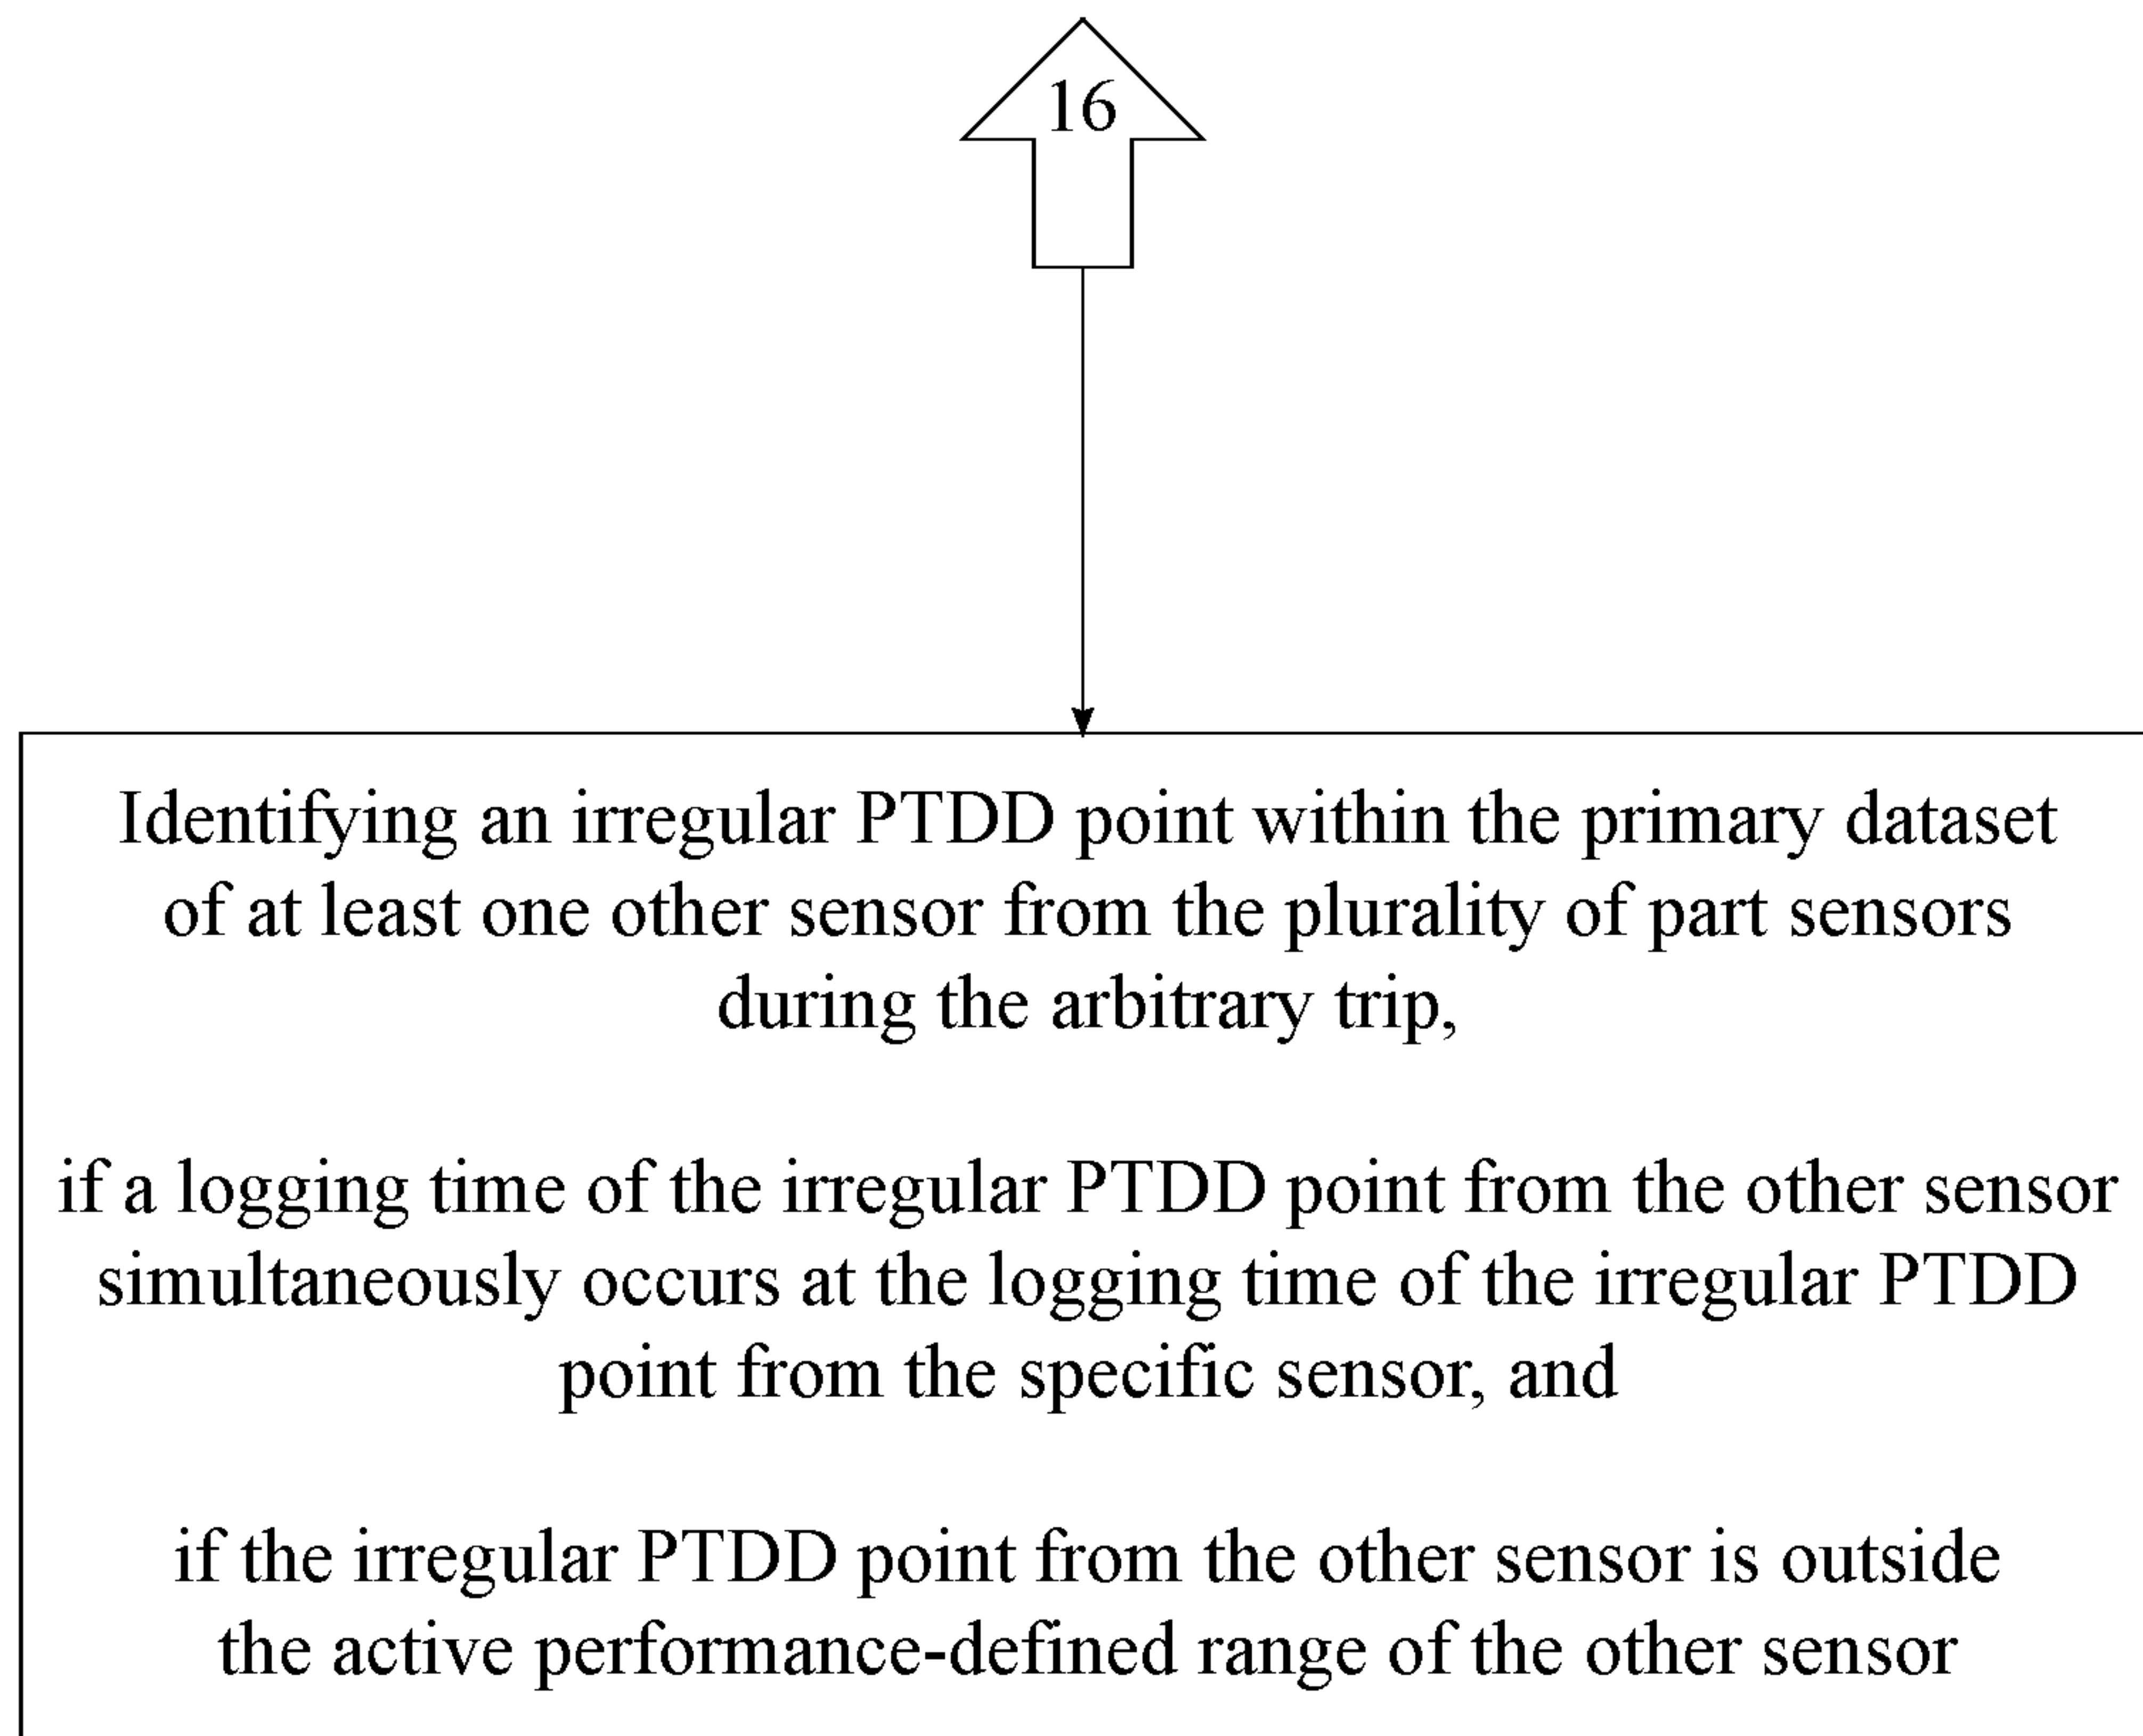 16
Identifying an irregular PTDD point within the primary dataset
of at least one other sensor from the plurality of part sensors
during the arbitrary trip,
if a logging time of the irregular PTDD point from the other sensor
simultaneously occurs at the logging time of the irregular PTDD
point from the specific sensor, and
if the irregular PTDD point from the other sensor is outside
the active performance-defined range of the other sensor